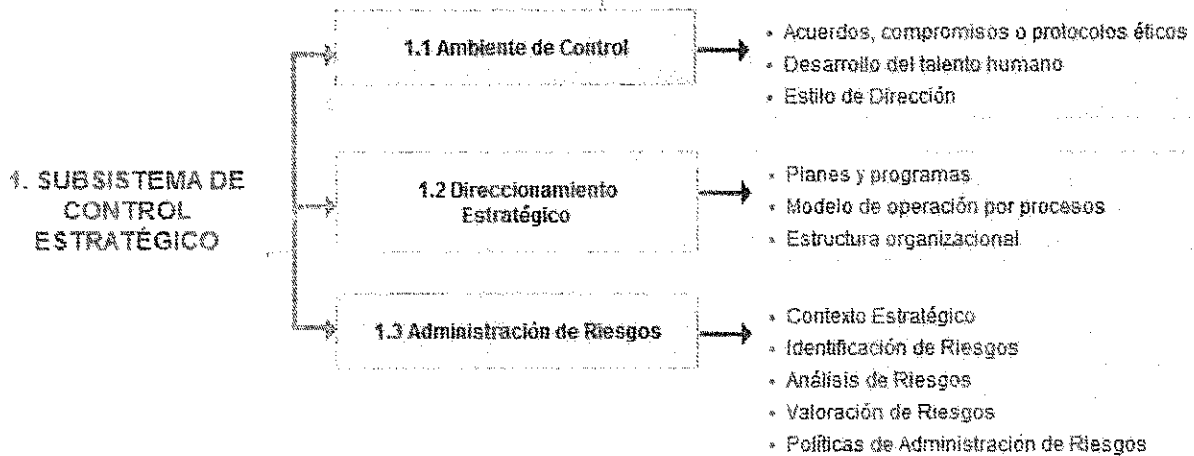 1. SUBSISTEMA DE
CONTROL
ESTRATÉGICO
1.1 Ambiente de Control
• Acuerdos, compromisos o protocolos éticos
• Desarrollo del talento humano
• Estilo de Dirección
1.2 Direccionamiento
Estratégico
• Planes y programas
• Modelo de operación por procesos
• Estructura organizacional
1.3 Administración de Riesgos
• Contexto Estratégico
• Identificación de Riesgos
• Análisis de Riesgos
• Valoración de Riesgos
• Políticas de Administración de Riesgos